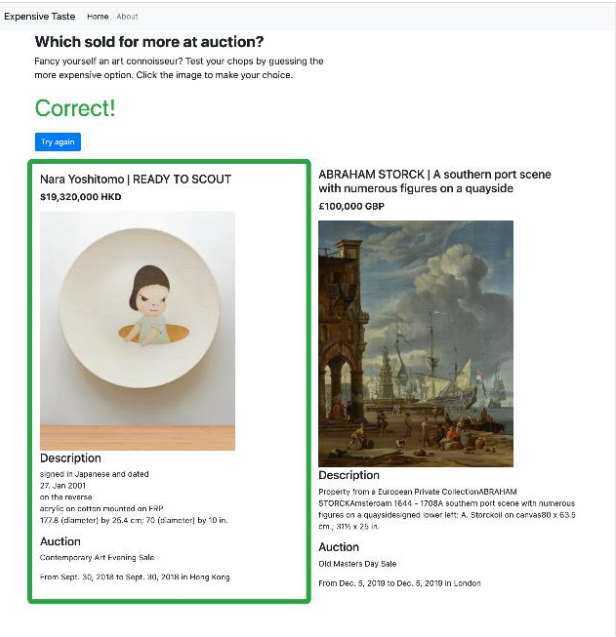 Expensive Taste Home About
Which sold for more at auction?
Fancy yourself an art connoisseur? Test your chops by guessing the
more expensive option. Click the image to make your choice.
Correct!
Try again
Nara Yoshitomo | READY TO SCOUT
$19,320,000 HKD
Description
signed in Japanese and dated
27. Jan 2001
on the reverse
acrylic on cotton mounted on FRP
177.8 (diameter) by 25.4 cm; 70 (diameter) by 10 in.
Auction
Contemporary Art Evening Sale
From Sept. 30, 2018 to Sept. 30, 2018 in Hong Kong
ABRAHAM STORCK | A southern port scene
with numerous figures on a quayside
£100,000 GBP
Description
Property from a European Private CollectionABRAHAM
STORCKAmsterdam 1644 - 1708A southern port scene with numerous
figures on a quaysidesigned lower left: A. Storckoil on canvas80 x 63.5
cm.; 31½ x 25 in.
Auction
Old Masters Day Sale
From Dec. 5, 2019 to Dec. 5, 2019 in London